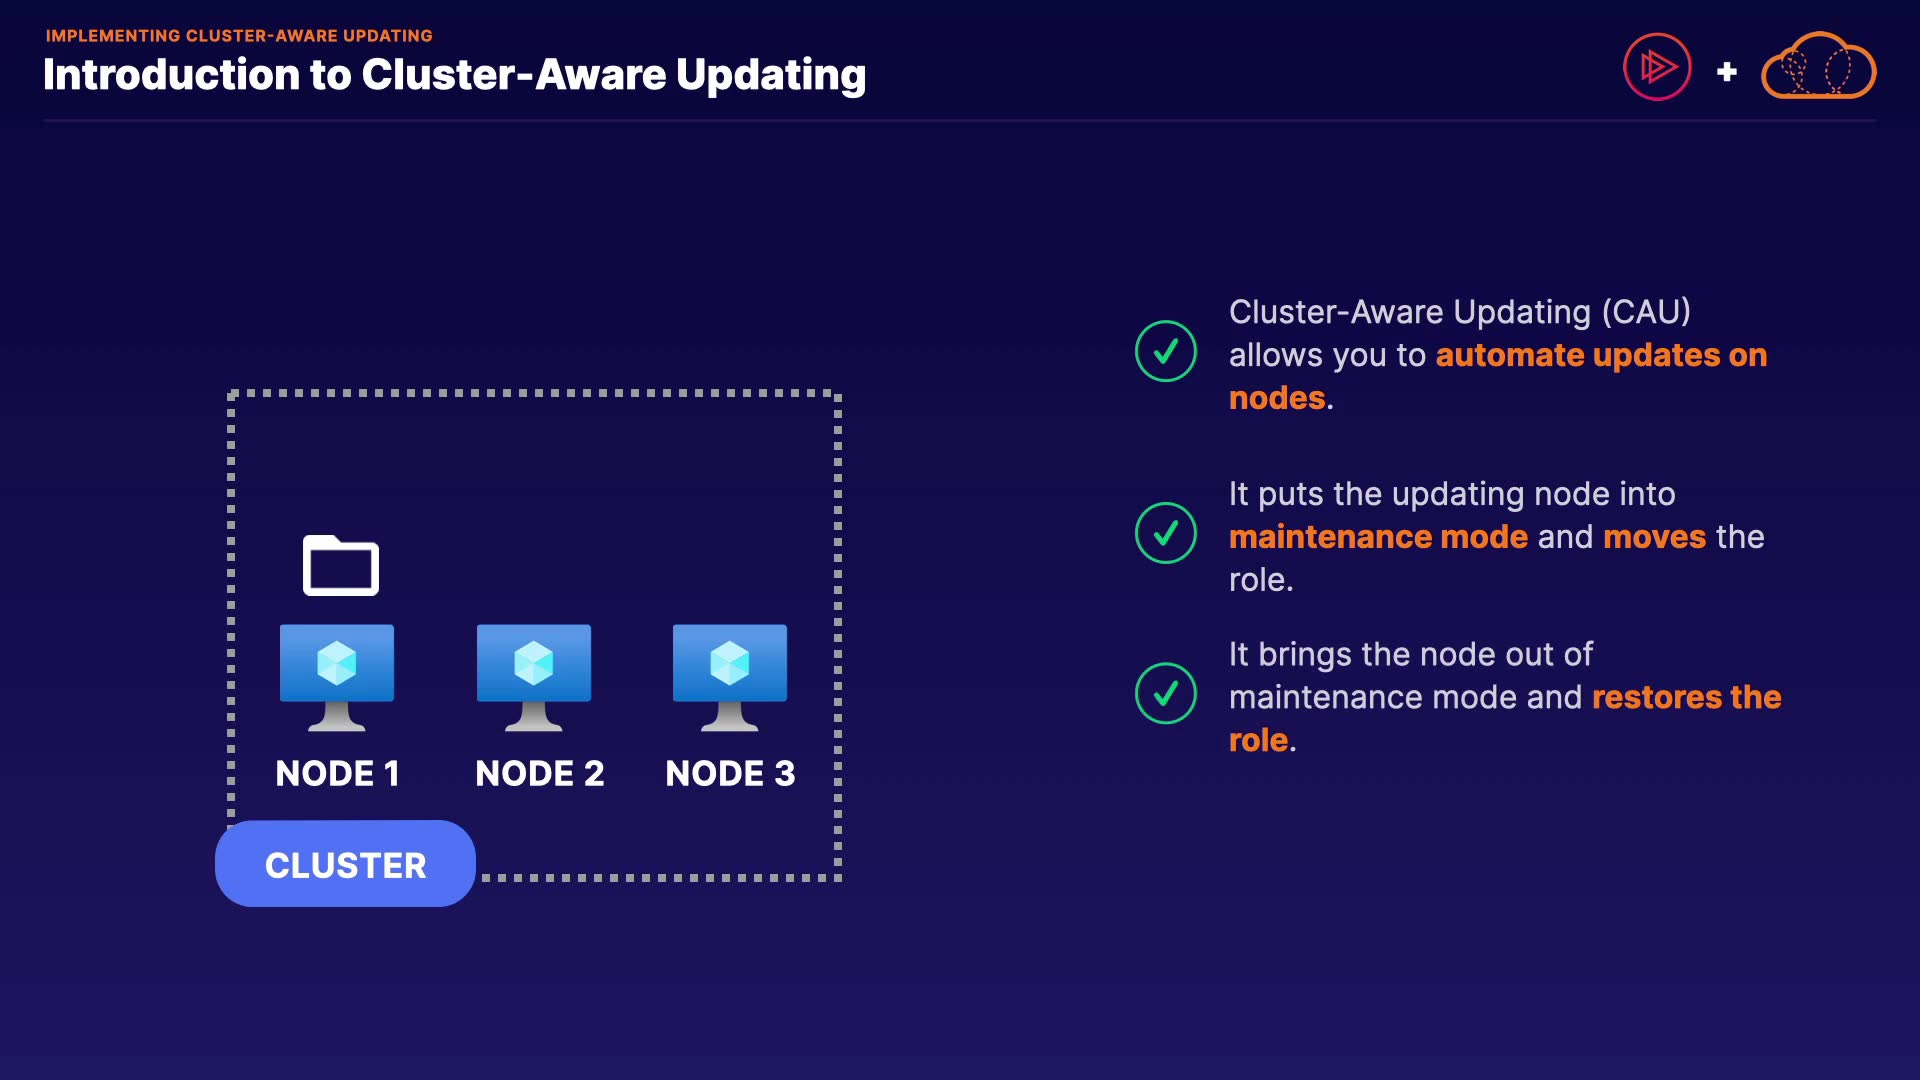 IMPLEMENTING CLUSTER-AWARE UPDATING
Introduction to Cluster-Aware Updating
Cluster-Aware Updating (CAU)
allows you to automate updates on
nodes.
It puts the updating node into
maintenance mode and moves the
role.
It brings the node out of
maintenance mode and restores the
role.
NODE 1
NODE 2
NODE 3
CLUSTER